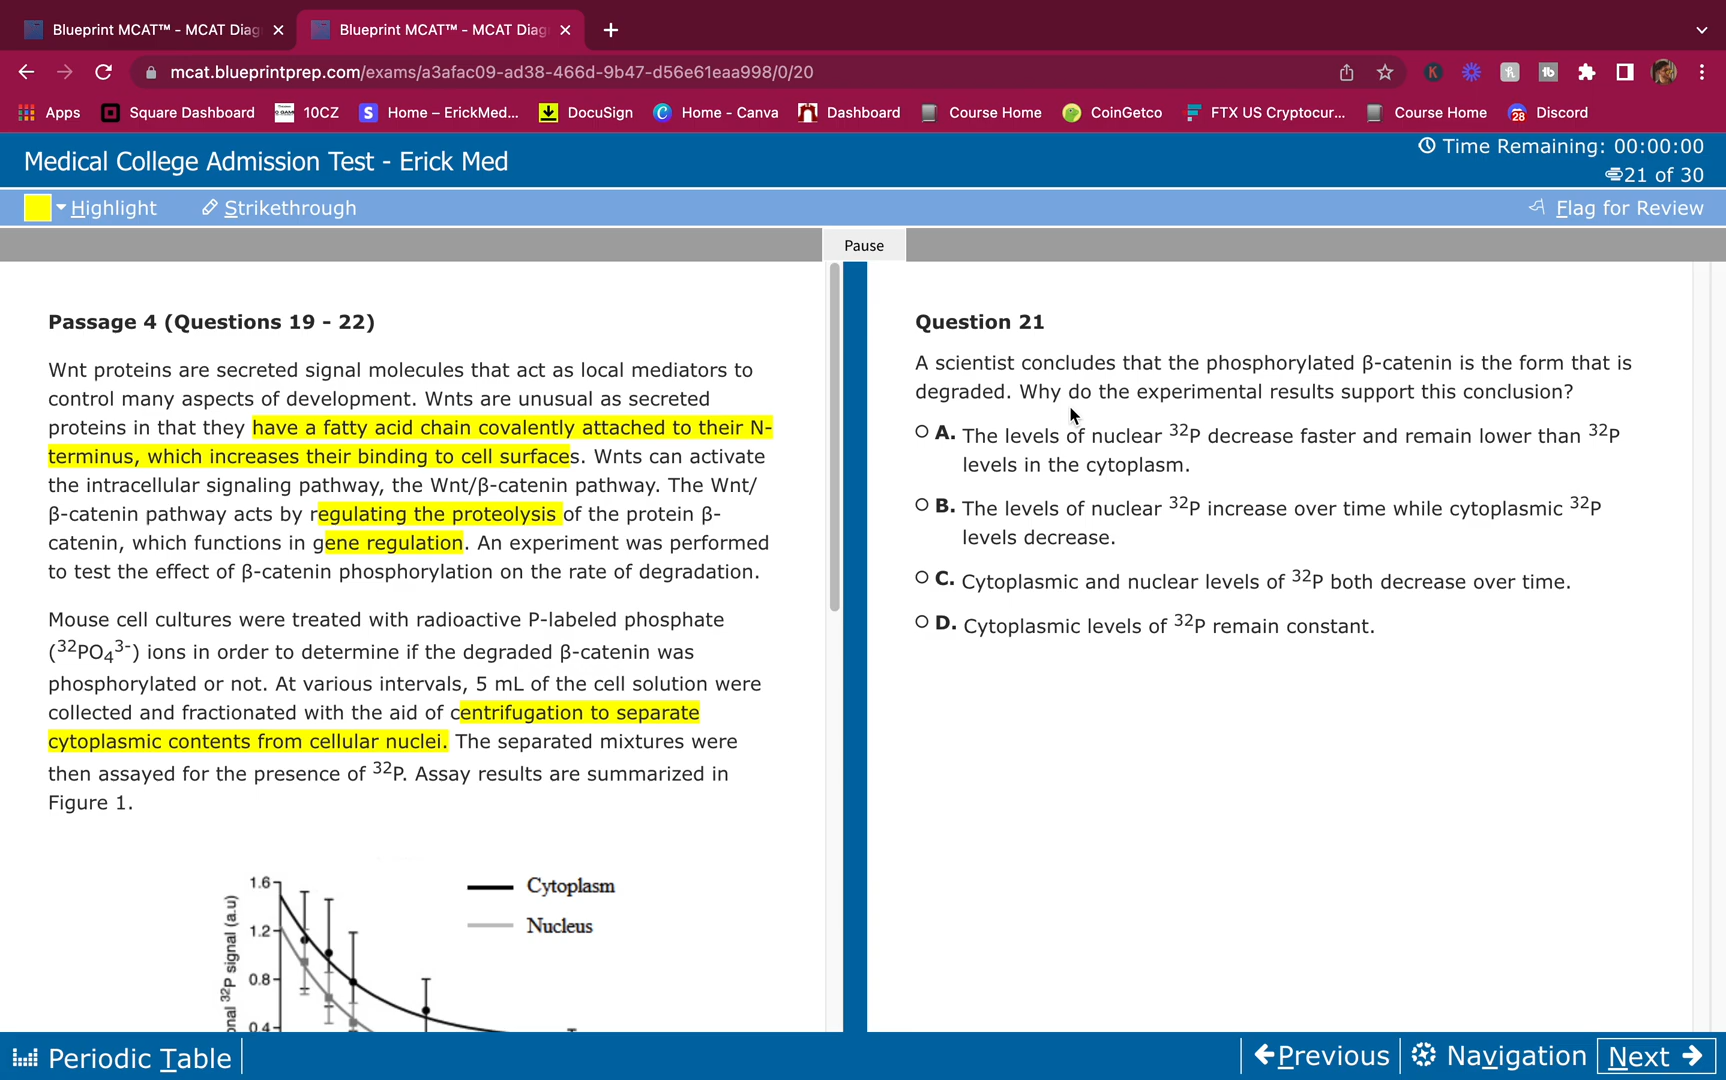 Blueprint MCAT™ - MCAT Diag
Blueprint MCAT™ - MCAT Diag
mcat.blueprintprep.com/exams/a3afac09-ad38-466d-9b47-d56e61eaa998/0/20
Apps Square Dashboard 10CZ Home – ErickMed... DocuSign Home - Canva Dashboard Course Home CoinGetco FTX US Cryptocur... Course Home 28 Discord
Medical College Admission Test - Erick Med
Time Remaining: 00:00:00
21 of 30
Highlight Strikethrough Flag for Review
Pause
Passage 4 (Questions 19 - 22)
Wnt proteins are secreted signal molecules that act as local mediators to
control many aspects of development. Wnts are unusual as secreted
proteins in that they have a fatty acid chain covalently attached to their N-
terminus, which increases their binding to cell surfaces. Wnts can activate
the intracellular signaling pathway, the Wnt/β-catenin pathway. The Wnt/
β-catenin pathway acts by regulating the proteolysis of the protein β-
catenin, which functions in gene regulation. An experiment was performed
to test the effect of β-catenin phosphorylation on the rate of degradation.
Mouse cell cultures were treated with radioactive P-labeled phosphate
(³²PO₄³⁻) ions in order to determine if the degraded β-catenin was
phosphorylated or not. At various intervals, 5 mL of the cell solution were
collected and fractionated with the aid of centrifugation to separate
cytoplasmic contents from cellular nuclei. The separated mixtures were
then assayed for the presence of ³²P. Assay results are summarized in
Figure 1.
1.6
1.2
0.8
0.4
onal ³²P signal (a.u)
Cytoplasm
Nucleus
Question 21
A scientist concludes that the phosphorylated β-catenin is the form that is
degraded. Why do the experimental results support this conclusion?
A. The levels of nuclear ³²P decrease faster and remain lower than ³²P
levels in the cytoplasm.
B. The levels of nuclear ³²P increase over time while cytoplasmic ³²P
levels decrease.
C. Cytoplasmic and nuclear levels of ³²P both decrease over time.
D. Cytoplasmic levels of ³²P remain constant.
Periodic Table Previous Navigation Next